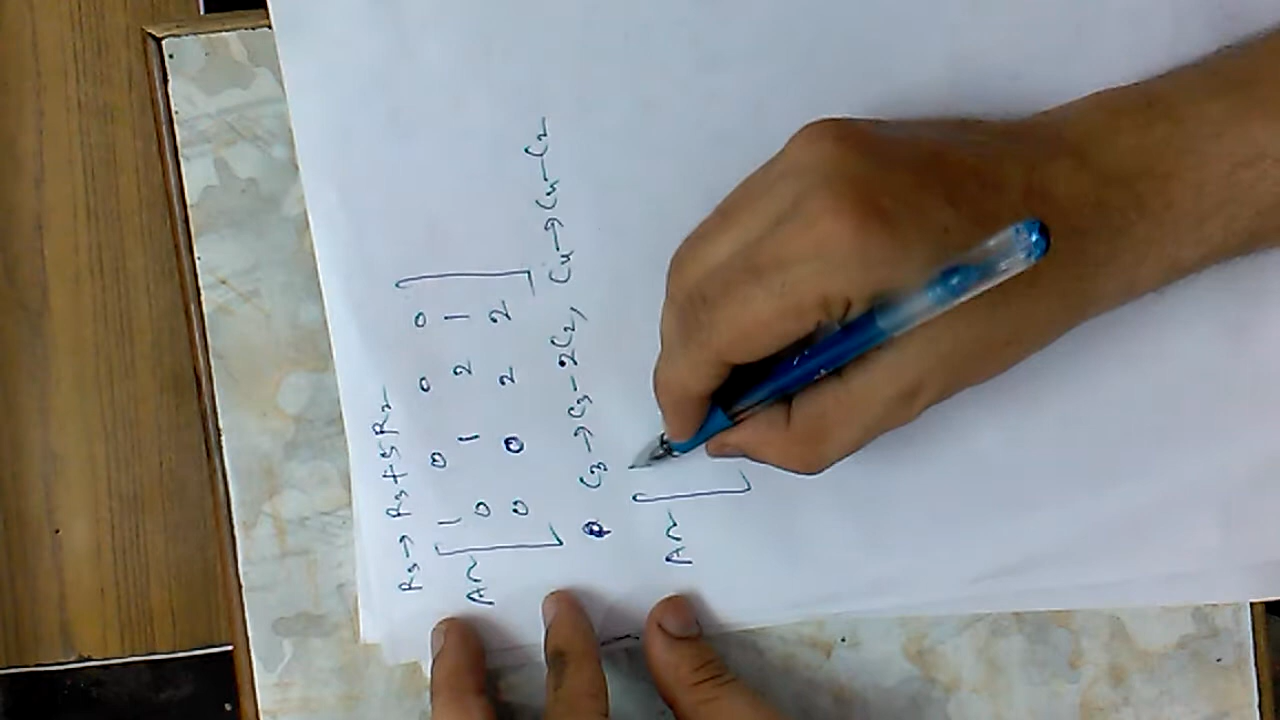 R3 → R3 + 5R2
A ~ [ 1 0 0 0
0 1 2 1
0 0 2 2 ]
C3 → C3 - 2C2, C4 → C4 - C2
A ~ [